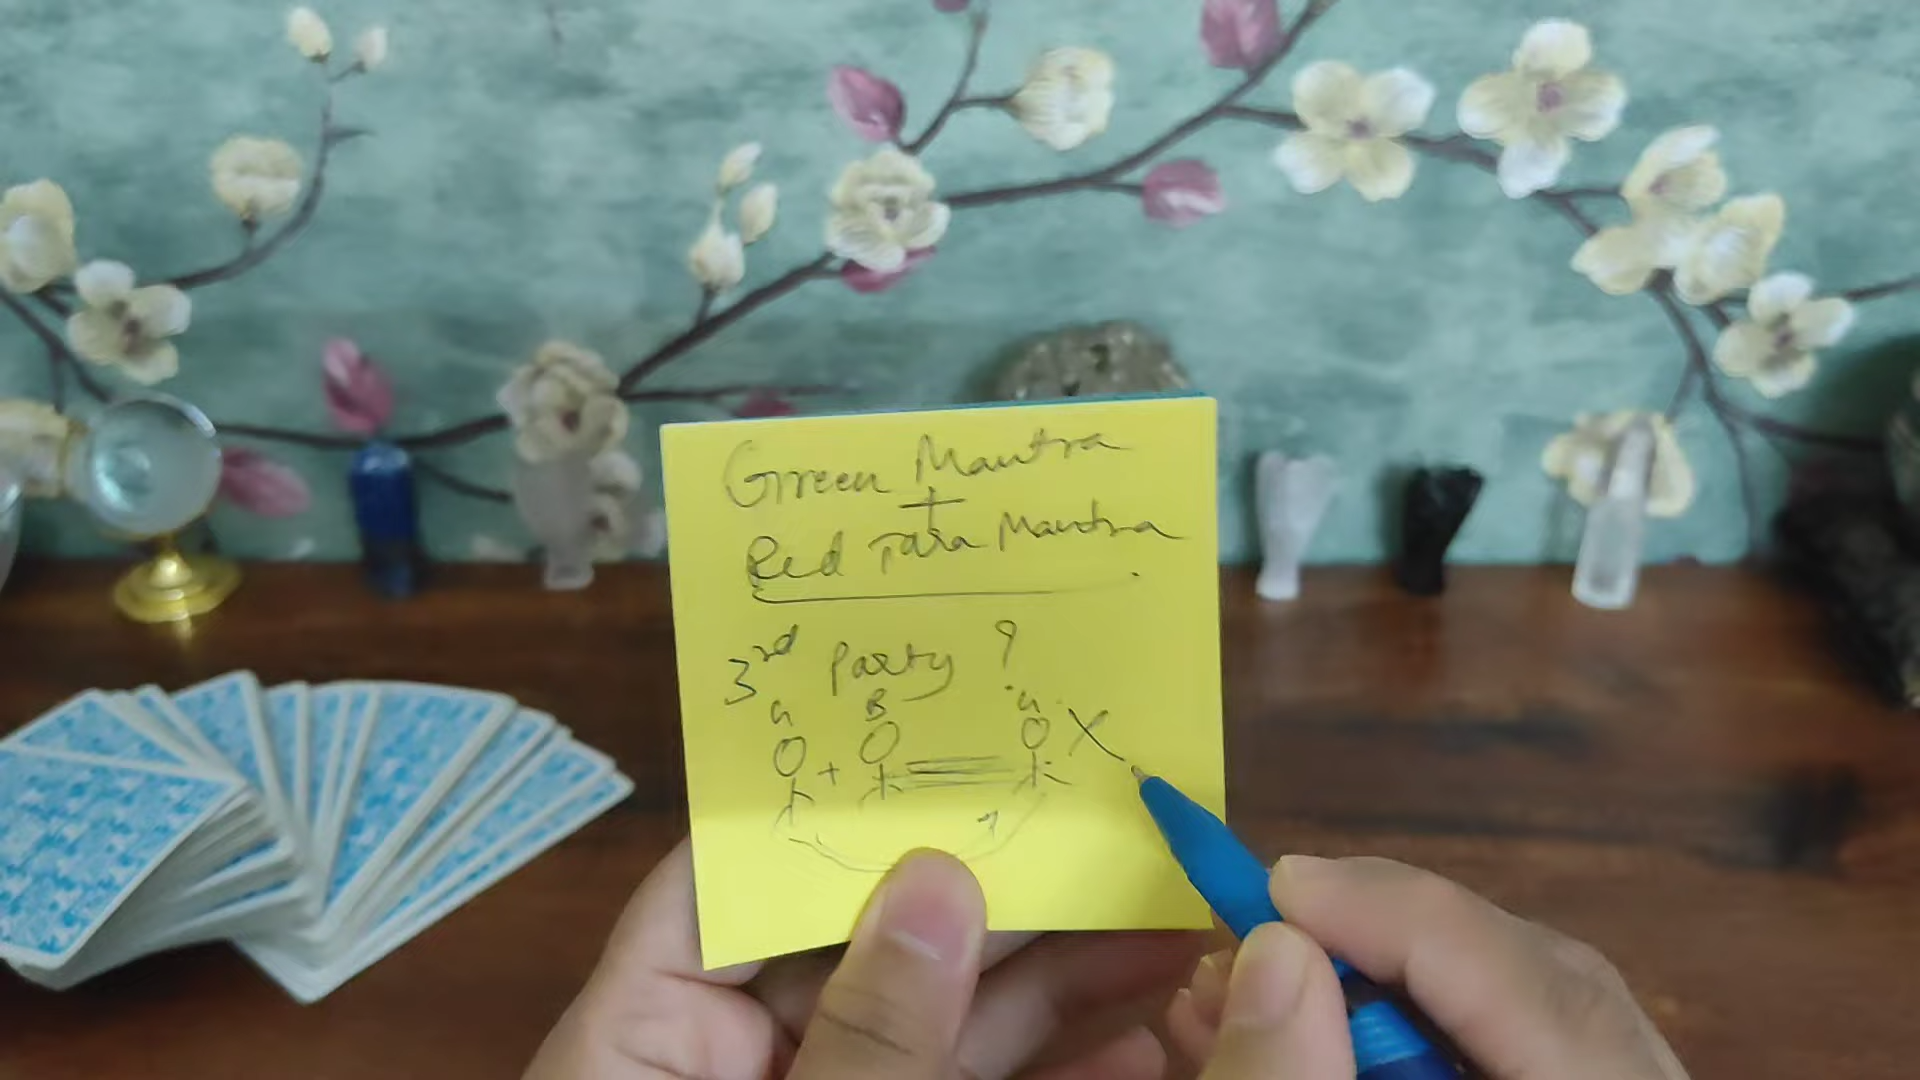 Green Mantra
+
Red Tara Mantra
3rd Party ?
B
+
X